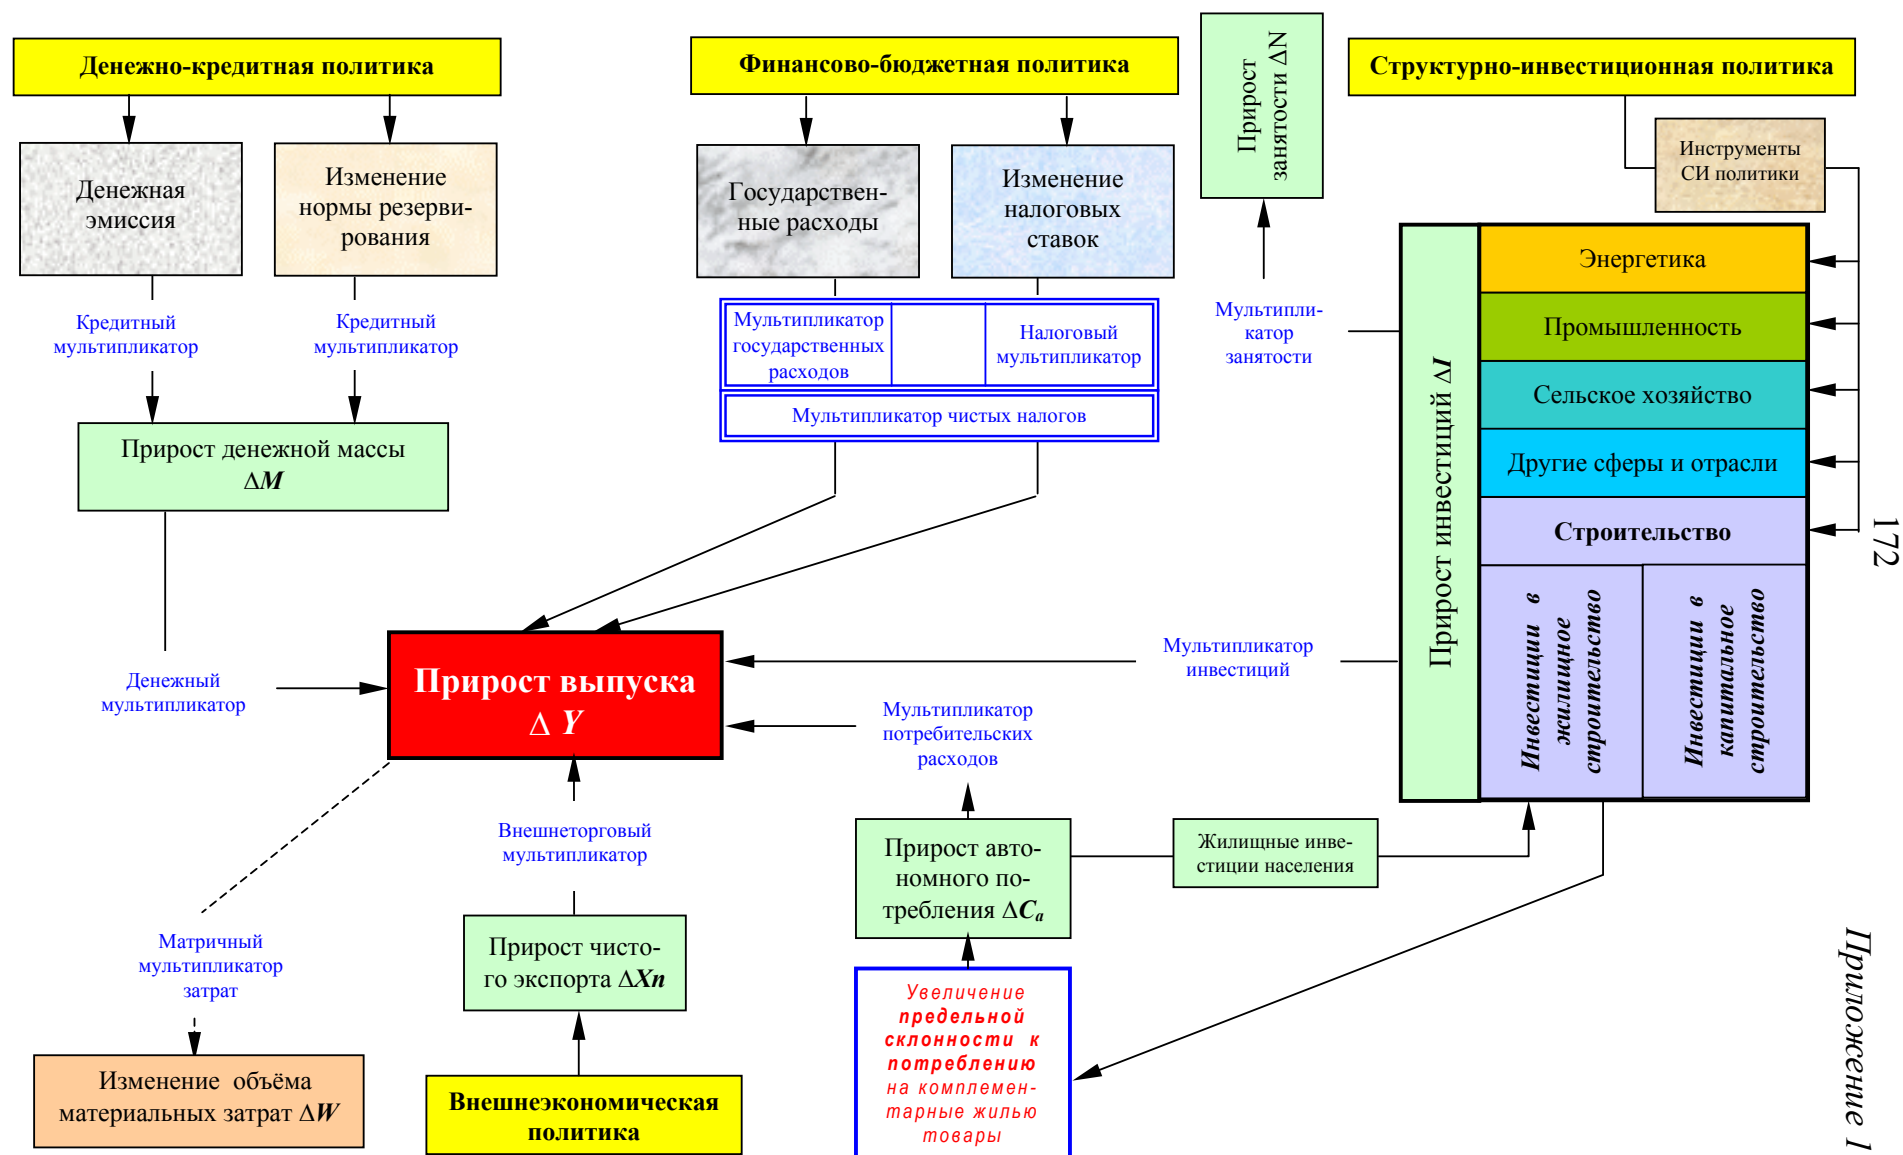 Денежно-кредитная политика
Денежная
эмиссия
Изменение
нормы резерви-
рования
Кредитный
мультипликатор
Кредитный
мультипликатор
Прирост денежной массы
ΔM
Денежный
мультипликатор
Финансово-бюджетная политика
Государствен-
ные расходы
Изменение
налоговых
ставок
Мультипликатор
государственных
расходов
Налоговый
мультипликатор
Мультипликатор чистых налогов
Прирост
занятости ΔN
Мультипли-
катор
занятости
Структурно-инвестиционная политика
Инструменты
СИ политики
Прирост инвестиций ΔI
Энергетика
Промышленность
Сельское хозяйство
Другие сферы и отрасли
Строительство
Инвестиции в
жилищное
строительство
Инвестиции в
капитальное
строительство
172
Прирост выпуска
Δ Y
Мультипликатор
инвестиций
Мультипликатор
потребительских
расходов
Внешнеторговый
мультипликатор
Прирост авто-
номного по-
требления ΔCa
Жилищные инве-
стиции населения
Матричный
мультипликатор
затрат
Прирост чисто-
го экспорта ΔXn
Увеличение
предельной
склонности к
потреблению
на комплемен-
тарные жилью
товары
Изменение объёма
материальных затрат ΔW
Внешнеэкономическая
политика
Приложение 1